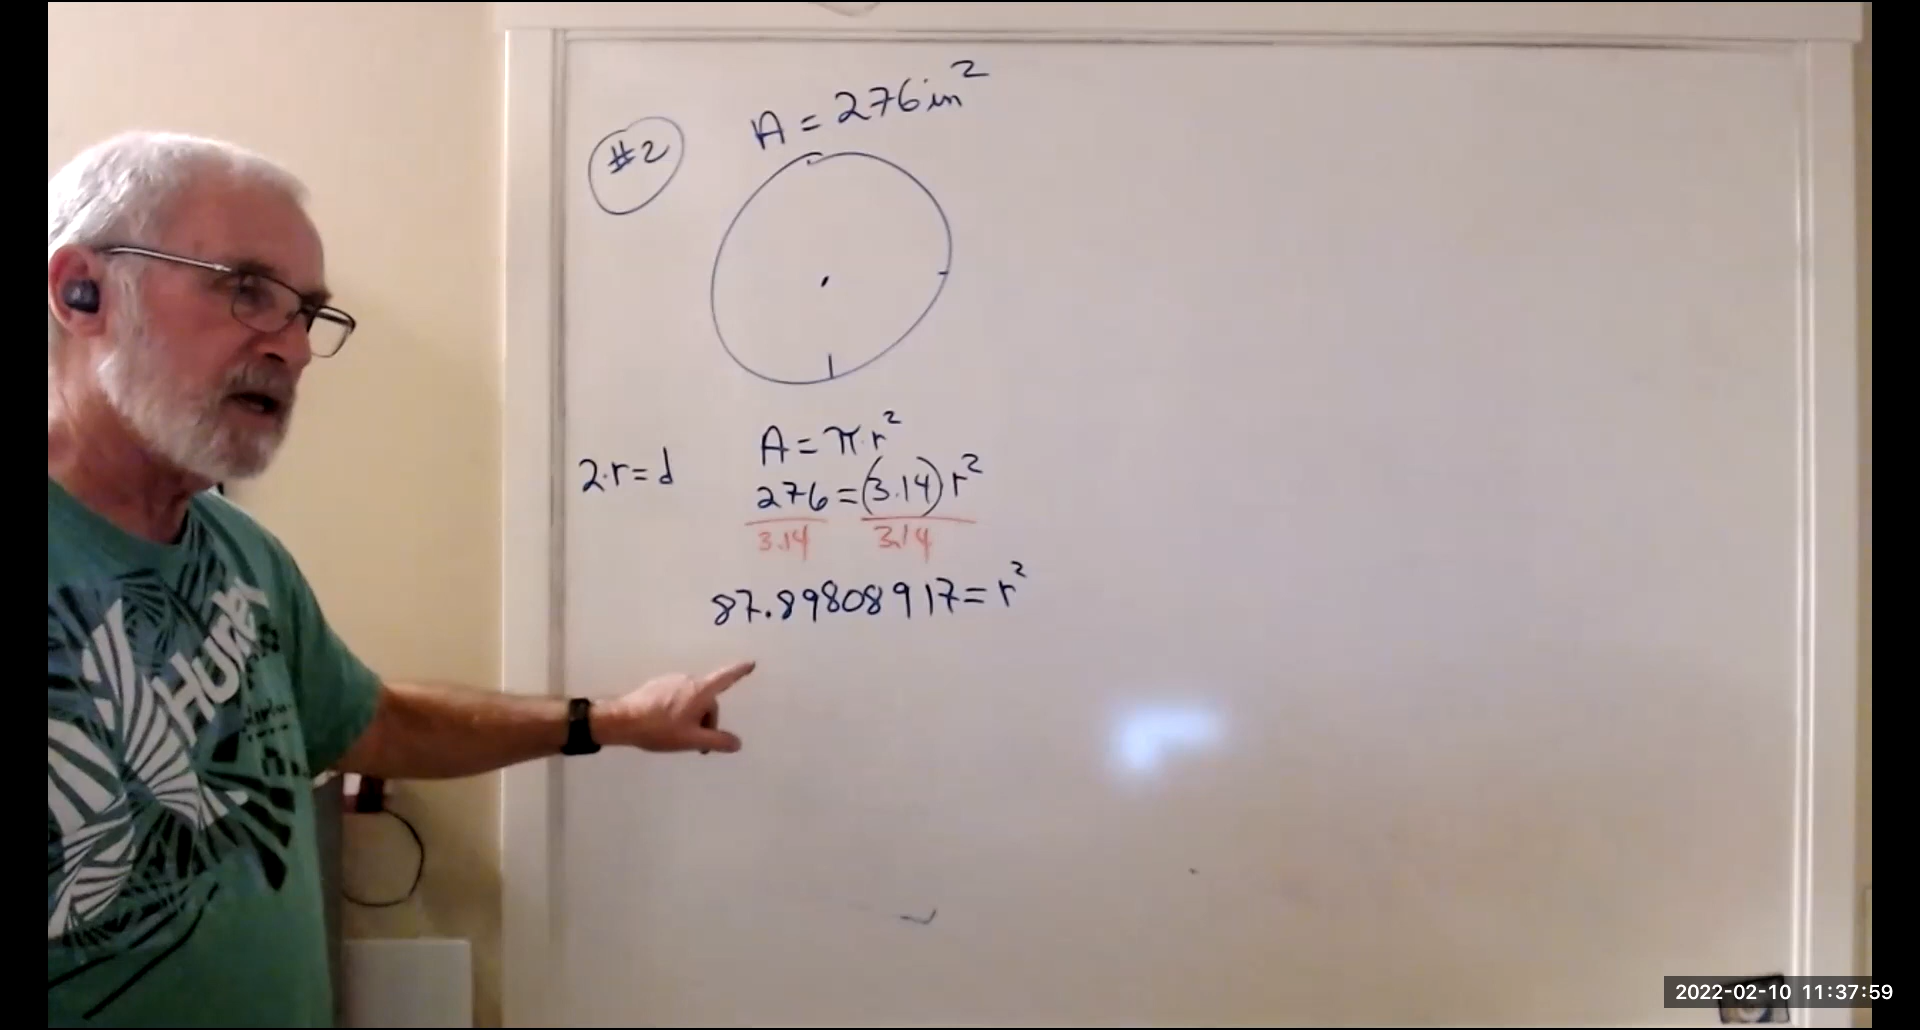 #2
A = 276 in²
A = π·r²
2·r = d
276 = (3.14) r²
3.14 3.14
87.89808917 = r²
HURLEY
2022-02-10 11:37:59